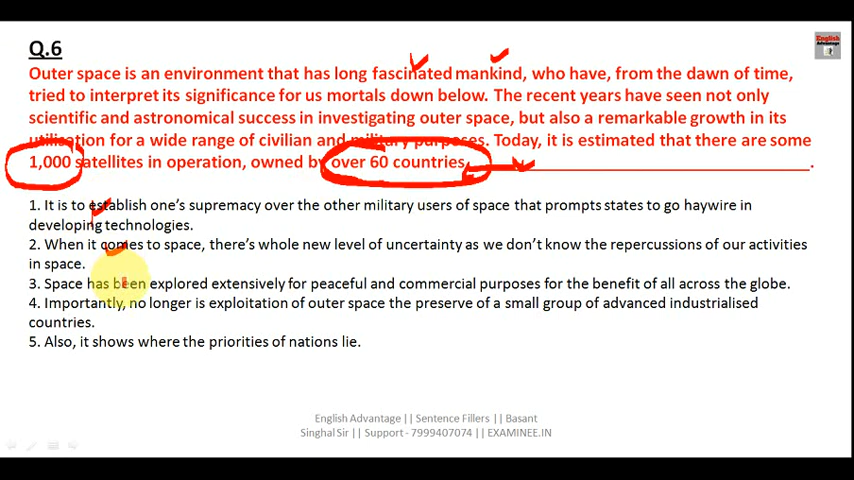 Q.6
English
Advantage
Outer space is an environment that has long fascinated mankind, who have, from the dawn of time,
tried to interpret its significance for us mortals down below. The recent years have seen not only
scientific and astronomical success in investigating outer space, but also a remarkable growth in its
utilisation for a wide range of civilian and military purposes. Today, it is estimated that there are some
1,000 satellites in operation, owned by over 60 countries. ______________________________.
1. It is to establish one's supremacy over the other military users of space that prompts states to go haywire in
developing technologies.
2. When it comes to space, there's whole new level of uncertainty as we don't know the repercussions of our activities
in space.
3. Space has been explored extensively for peaceful and commercial purposes for the benefit of all across the globe.
4. Importantly, no longer is exploitation of outer space the preserve of a small group of advanced industrialised
countries.
5. Also, it shows where the priorities of nations lie.
English Advantage || Sentence Fillers || Basant
Singhal Sir || Support - 7999407074 || EXAMINEE.IN